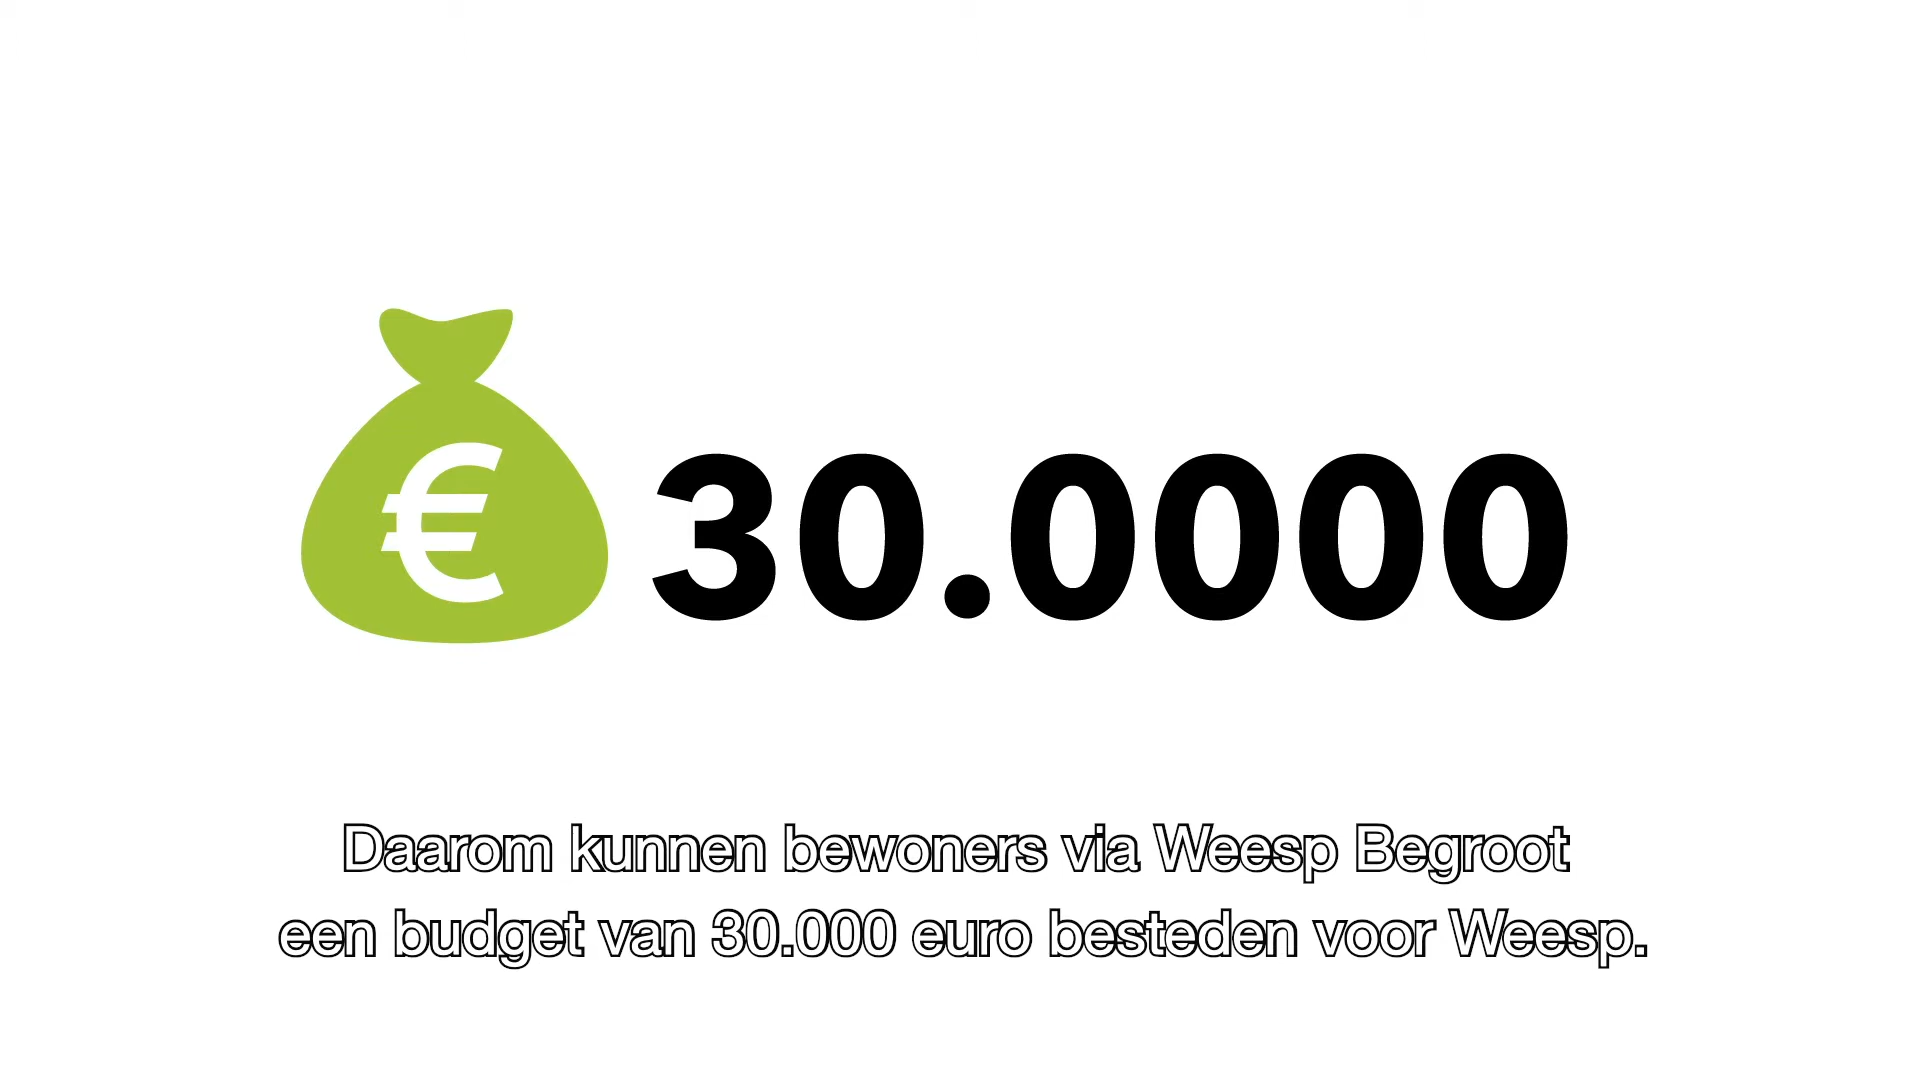 € 30.0000
Daarom kunnen bewoners via Weesp Begroot
een budget van 30.000 euro besteden voor Weesp.